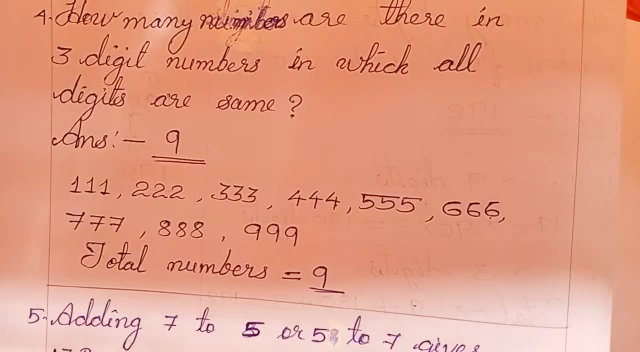 4. How many numbers are there in
3 digit numbers in which all
digits are same?
Ans:- 9
111, 222, 333, 444, 555, 666,
777, 888, 999
Total numbers = 9
5. Adding 7 to 5 or 5 to 7 gives